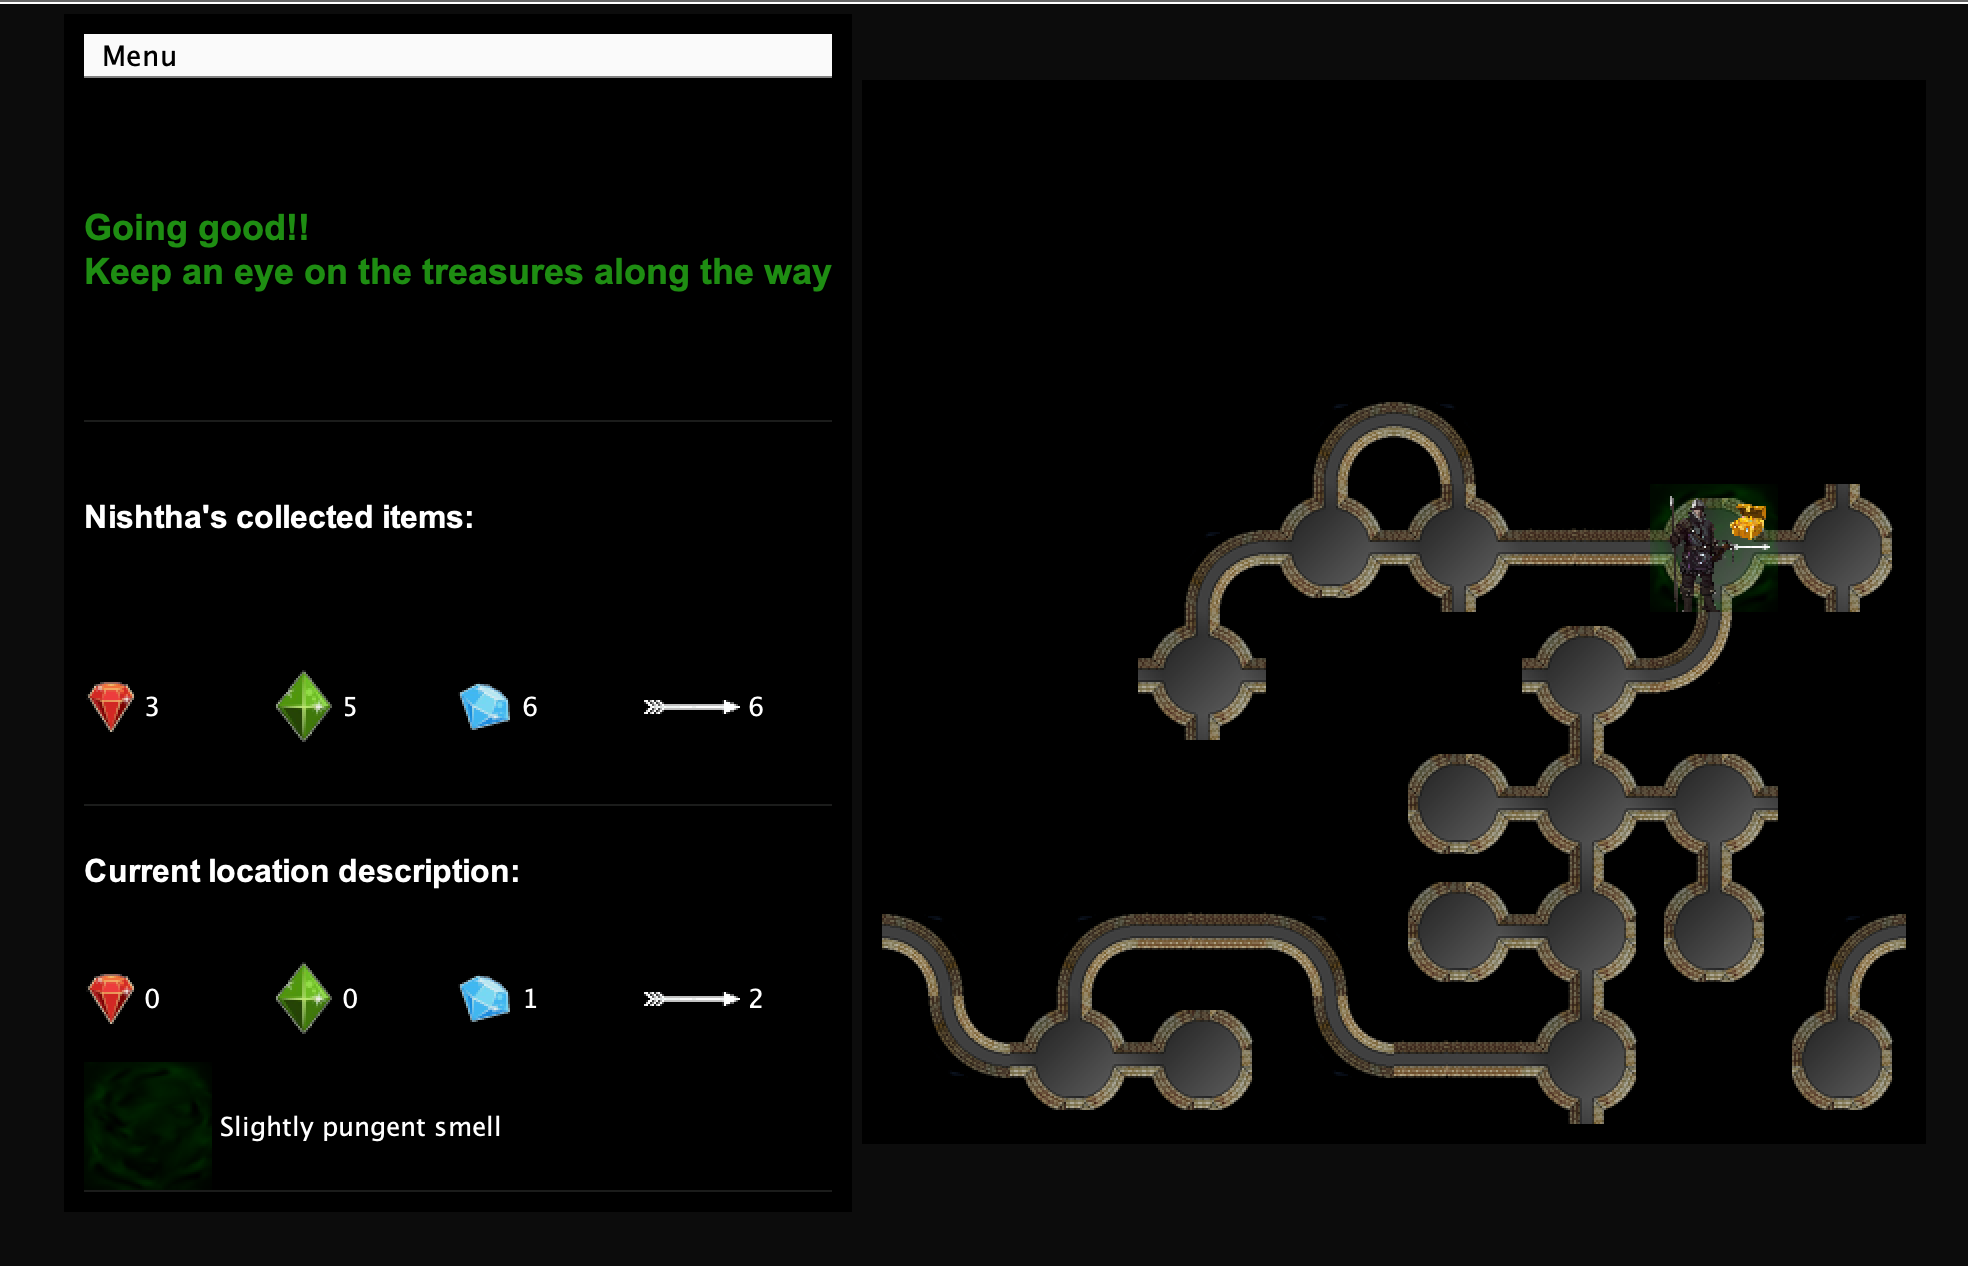 Menu
Going good!!
Keep an eye on the treasures along the way
Nishtha's collected items:
3 5 6 6
Current location description:
0 0 1 2
Slightly pungent smell